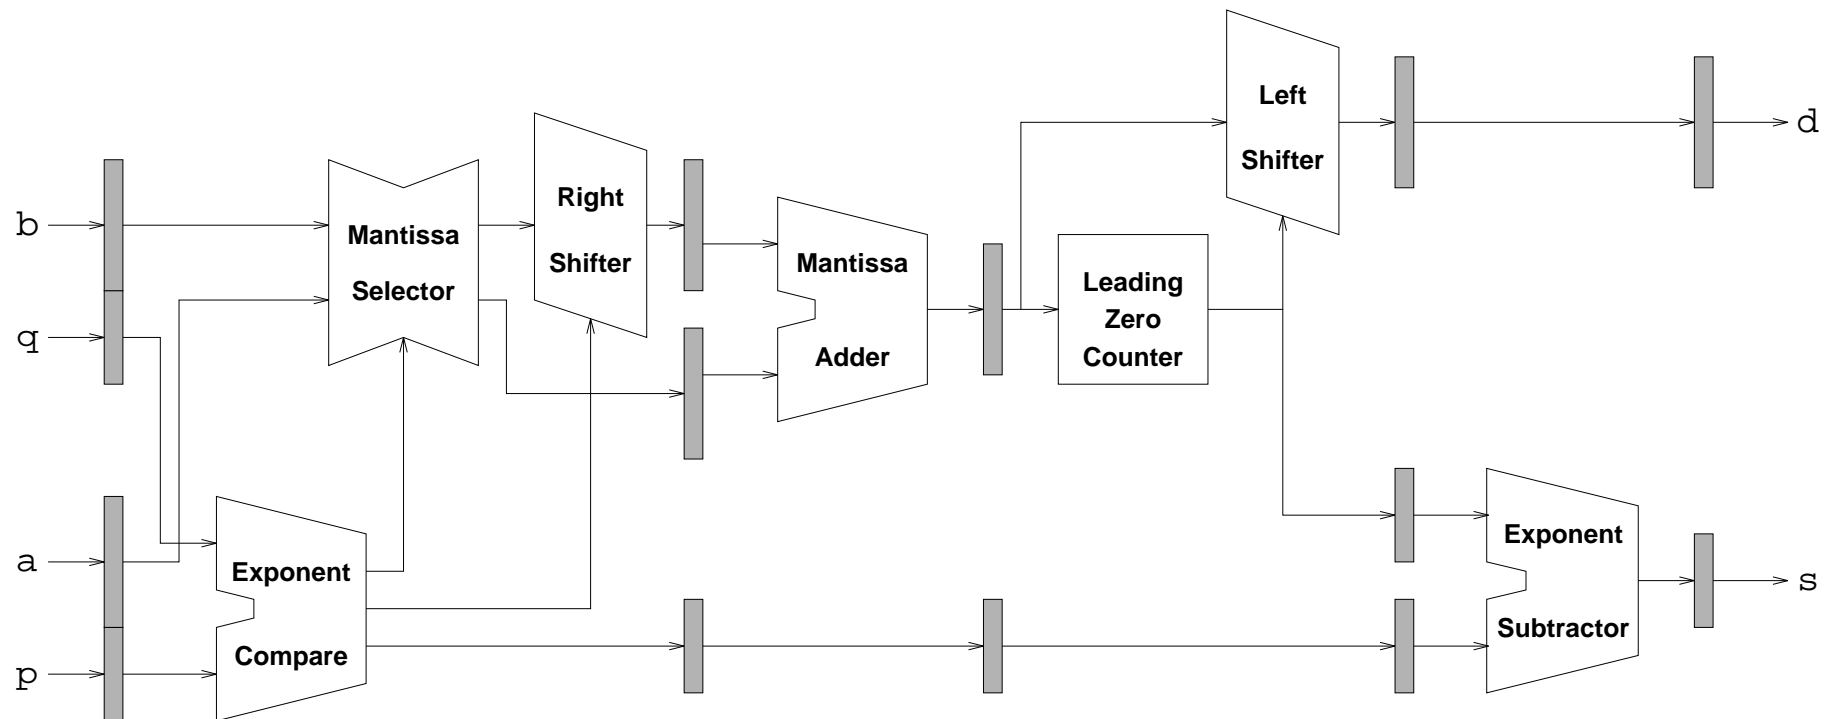 b
q
a
p
Exponent
Compare
Mantissa
Selector
Right
Shifter
Mantissa
Adder
Leading
Zero
Counter
Left
Shifter
Exponent
Subtractor
d
s